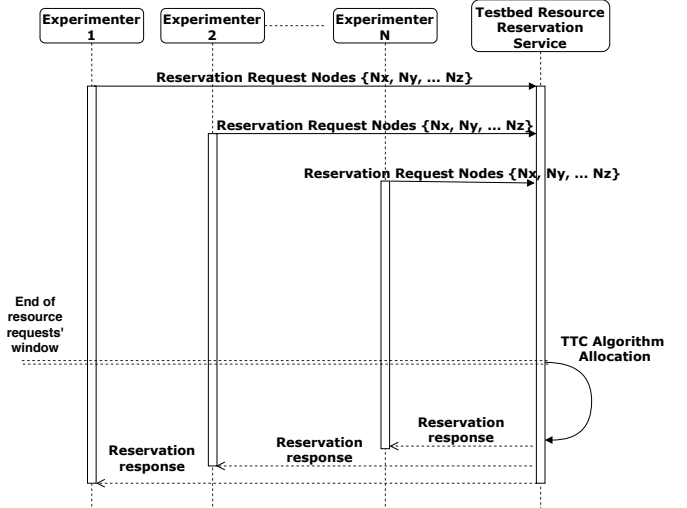 Experimenter
1
Experimenter
2
Experimenter
N
Testbed Resource
Reservation
Service
Reservation Request Nodes {Nx, Ny, ... Nz}
Reservation Request Nodes {Nx, Ny, ... Nz}
Reservation Request Nodes {Nx, Ny, ... Nz}
End of
resource
requests'
window
TTC Algorithm
Allocation
Reservation
response
Reservation
response
Reservation
response